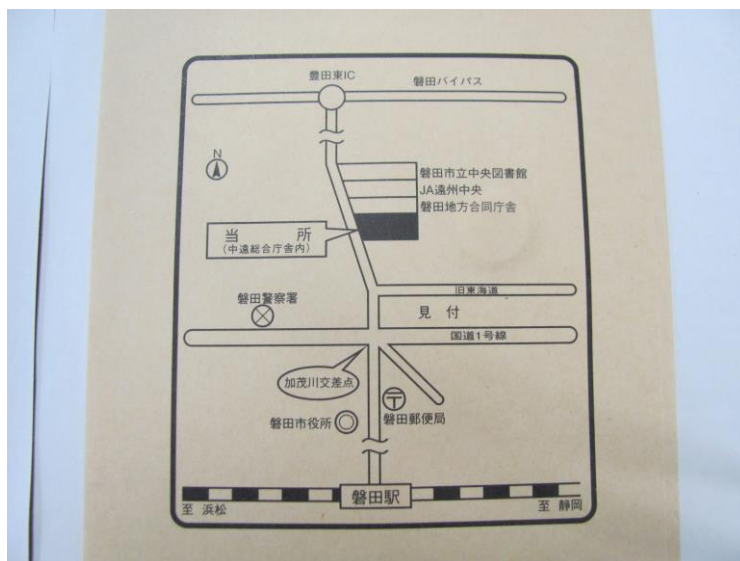 豊田東IC
磐田バイパス
N
磐田市立中央図書館
JA遠州中央
磐田地方合同庁舎
当所
(中遠総合庁舎内)
旧東海道
磐田警察署
見付
国道1号線
加茂川交差点
磐田市役所
磐田郵便局
磐田駅
至 浜松
至 静岡